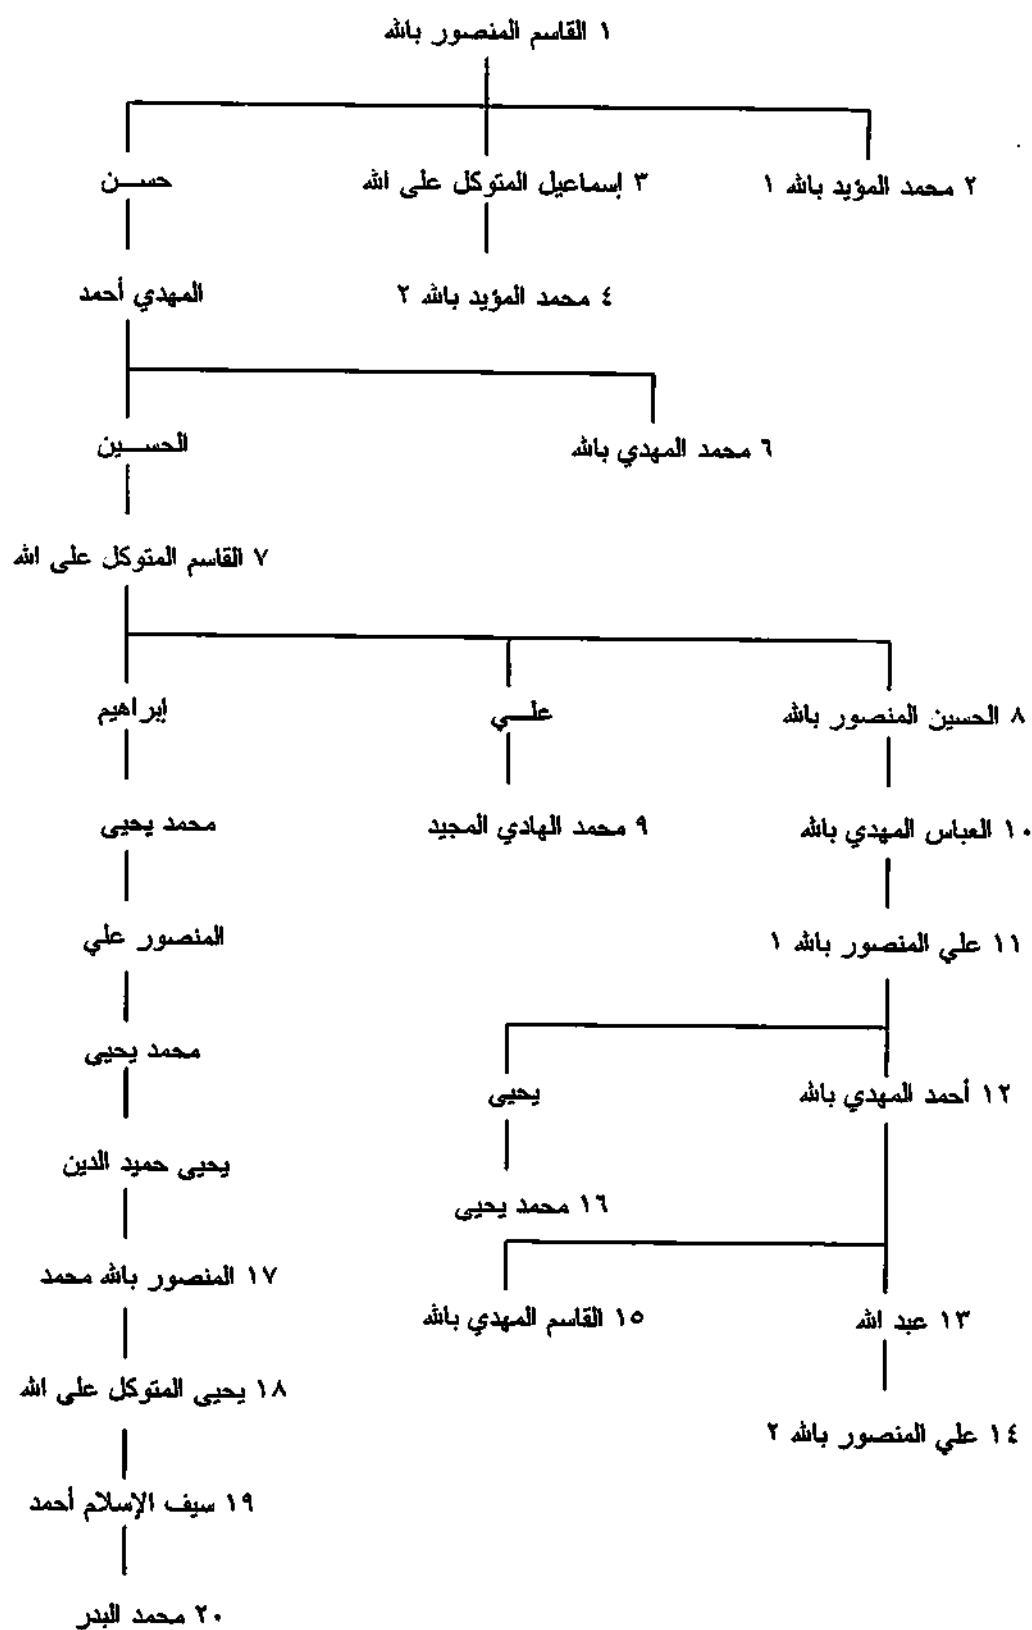 ١ القاسم المنصور بالله
٢ محمد المؤيد بالله ١
٣ إسماعيل المتوكل على الله
حســن
٤ محمد المؤيد بالله ٢
المهدي أحمد
٦ محمد المهدي بالله
الحســين
٧ القاسم المتوكل على الله
٨ الحسين المنصور بالله
علــي
إبراهيم
١٠ العباس المهدي بالله
٩ محمد الهادي المجيد
محمد يحيى
١١ علي المنصور بالله ١
المنصور علي
محمد يحيى
١٢ أحمد المهدي بالله
يحيى
يحيى حميد الدين
١٦ محمد يحيى
١٧ المنصور بالله محمد
١٣ عبد الله
١٥ القاسم المهدي بالله
١٨ يحيى المتوكل على الله
١٤ علي المنصور بالله ٢
١٩ سيف الإسلام أحمد
٢٠ محمد البدر